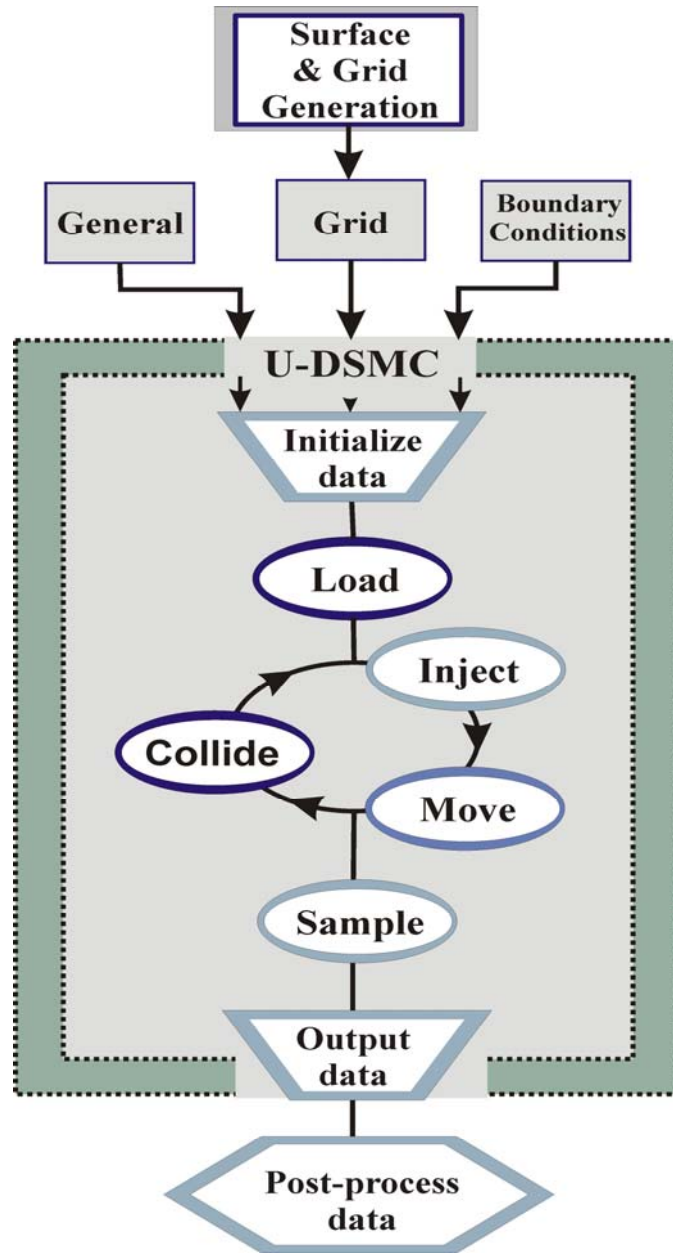 Surface
& Grid
Generation
General
Grid
Boundary
Conditions
U-DSMC
Initialize
data
Load
Inject
Collide
Move
Sample
Output
data
Post-process
data